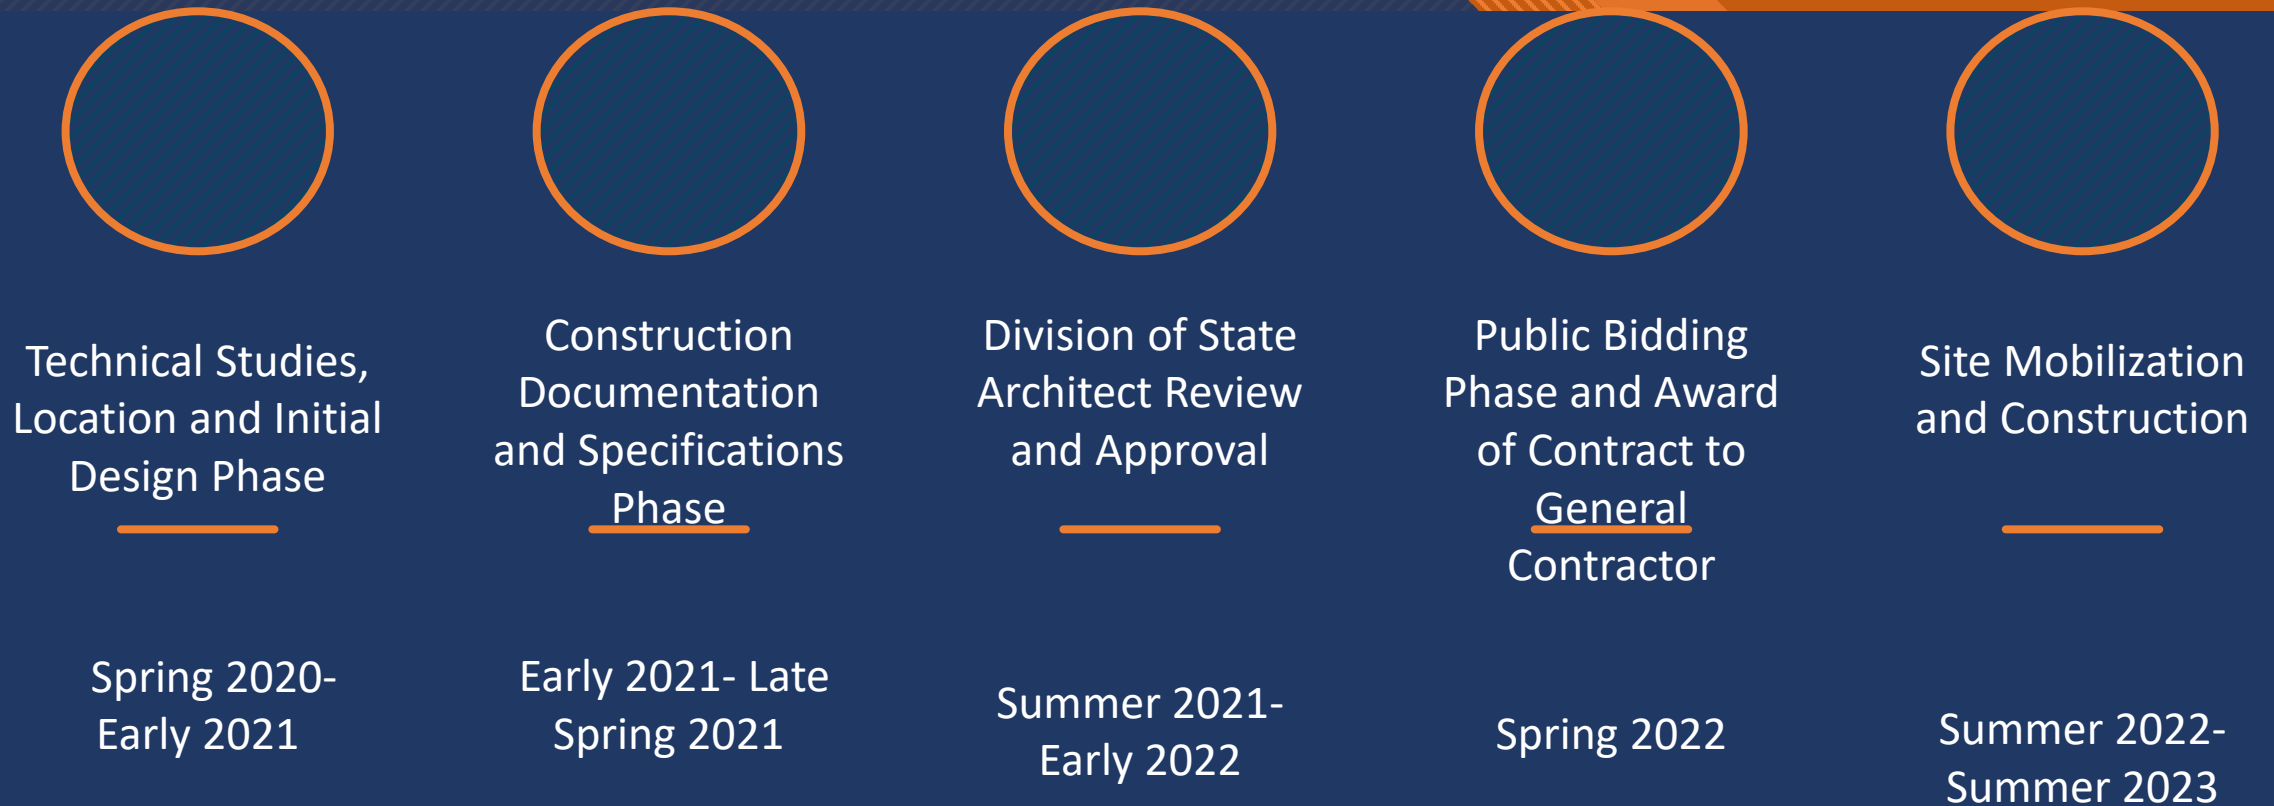 Technical Studies,
Location and Initial
Design Phase
Spring 2020-
Early 2021
Construction
Documentation
and Specifications
Phase
Early 2021- Late
Spring 2021
Division of State
Architect Review
and Approval
Summer 2021-
Early 2022
Public Bidding
Phase and Award
of Contract to
General
Contractor
Spring 2022
Site Mobilization
and Construction
Summer 2022-
Summer 2023